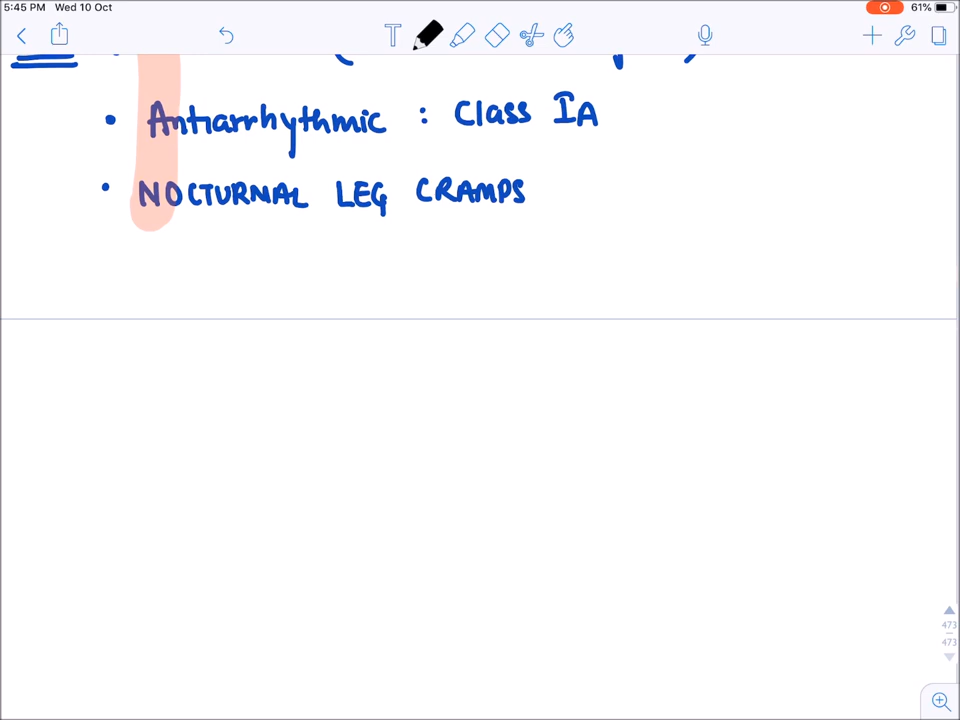 5:45 PM Wed 10 Oct 61%
T
• Antiarrhythmic : Class IA
• NOCTURNAL LEG CRAMPS
473
473